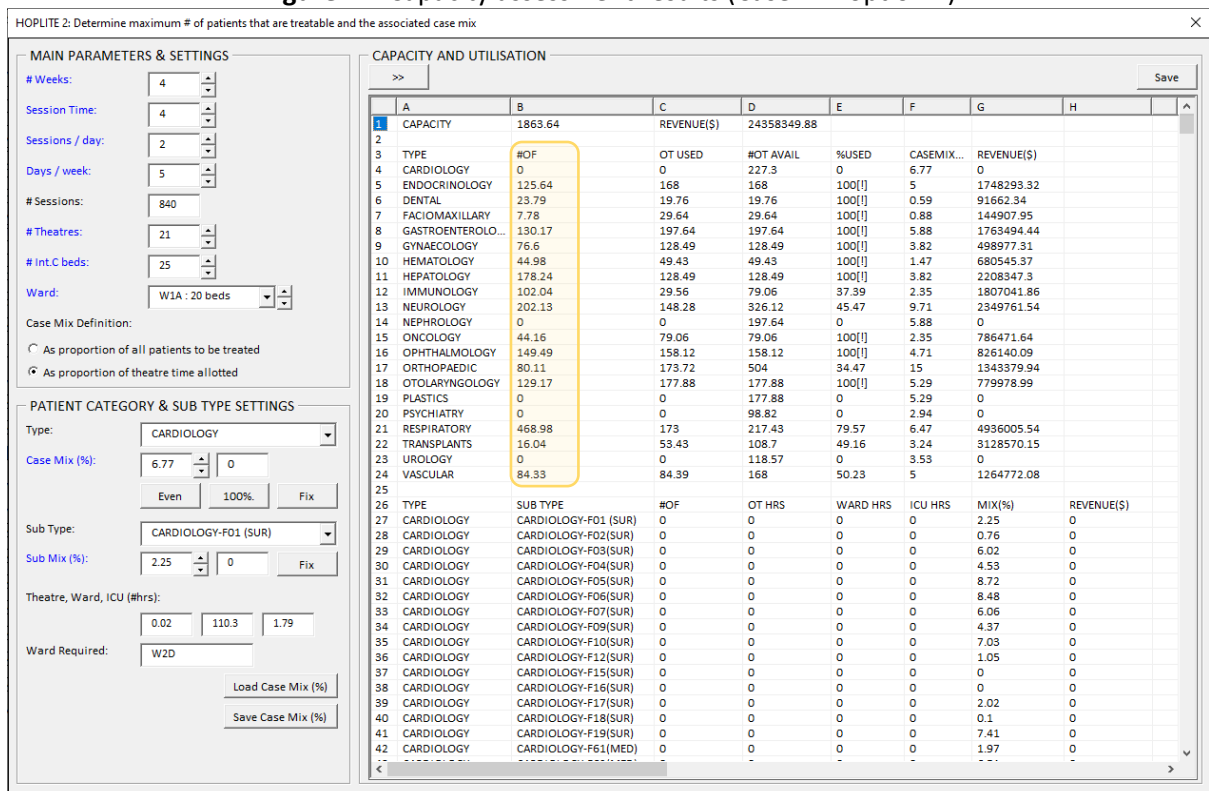 HOPLITE 2: Determine maximum # of patients that are treatable and the associated case mix
MAIN PARAMETERS & SETTINGS
# Weeks: 4
Session Time: 4
Sessions / day: 2
Days / week: 5
# Sessions: 840
# Theatres: 21
# Int.C beds: 25
Ward: W1A : 20 beds
Case Mix Definition:
As proportion of all patients to be treated
As proportion of theatre time allotted
PATIENT CATEGORY & SUB TYPE SETTINGS
Type: CARDIOLOGY
Case Mix (%): 6.77 0
Even 100%. Fix
Sub Type: CARDIOLOGY-F01 (SUR)
Sub Mix (%): 2.25 0 Fix
Theatre, Ward, ICU (#hrs):
0.02 110.3 1.79
Ward Required: W2D
Load Case Mix (%)
Save Case Mix (%)
CAPACITY AND UTILISATION
>> Save
A B C D E F G H
1 CAPACITY 1863.64 REVENUE($) 24358349.88
2
3 TYPE #OF OT USED #OT AVAIL %USED CASEMIX... REVENUE($)
4 CARDIOLOGY 0 0 227.3 0 6.77 0
5 ENDOCRINOLOGY 125.64 168 168 100[!] 5 1748293.32
6 DENTAL 23.79 19.76 19.76 100[!] 0.59 91662.34
7 FACIOMAXILLARY 7.78 29.64 29.64 100[!] 0.88 144907.95
8 GASTROENTEROLO... 130.17 197.64 197.64 100[!] 5.88 1763494.44
9 GYNAECOLOGY 76.6 128.49 128.49 100[!] 3.82 498977.31
10 HEMATOLOGY 44.98 49.43 49.43 100[!] 1.47 680545.37
11 HEPATOLOGY 178.24 128.49 128.49 100[!] 3.82 2208347.3
12 IMMUNOLOGY 102.04 29.56 79.06 37.39 2.35 1807041.86
13 NEUROLOGY 202.13 148.28 326.12 45.47 9.71 2349761.54
14 NEPHROLOGY 0 0 197.64 0 5.88 0
15 ONCOLOGY 44.16 79.06 79.06 100[!] 2.35 786471.64
16 OPHTHALMOLOGY 149.49 158.12 158.12 100[!] 4.71 826140.09
17 ORTHOPAEDIC 80.11 173.72 504 34.47 15 1343379.94
18 OTOLARYNGOLOGY 129.17 177.88 177.88 100[!] 5.29 779978.99
19 PLASTICS 0 0 177.88 0 5.29 0
20 PSYCHIATRY 0 0 98.82 0 2.94 0
21 RESPIRATORY 468.98 173 217.43 79.57 6.47 4936005.54
22 TRANSPLANTS 16.04 53.43 108.7 49.16 3.24 3128570.15
23 UROLOGY 0 0 118.57 0 3.53 0
24 VASCULAR 84.33 84.39 168 50.23 5 1264772.08
25
26 TYPE SUB TYPE #OF OT HRS WARD HRS ICU HRS MIX(%) REVENUE($)
27 CARDIOLOGY CARDIOLOGY-F01 (SUR) 0 0 0 0 2.25 0
28 CARDIOLOGY CARDIOLOGY-F02(SUR) 0 0 0 0 0.76 0
29 CARDIOLOGY CARDIOLOGY-F03(SUR) 0 0 0 0 6.02 0
30 CARDIOLOGY CARDIOLOGY-F04(SUR) 0 0 0 0 4.53 0
31 CARDIOLOGY CARDIOLOGY-F05(SUR) 0 0 0 0 8.72 0
32 CARDIOLOGY CARDIOLOGY-F06(SUR) 0 0 0 0 8.48 0
33 CARDIOLOGY CARDIOLOGY-F07(SUR) 0 0 0 0 6.06 0
34 CARDIOLOGY CARDIOLOGY-F09(SUR) 0 0 0 0 4.37 0
35 CARDIOLOGY CARDIOLOGY-F10(SUR) 0 0 0 0 7.03 0
36 CARDIOLOGY CARDIOLOGY-F12(SUR) 0 0 0 0 1.05 0
37 CARDIOLOGY CARDIOLOGY-F15(SUR) 0 0 0 0 0 0
38 CARDIOLOGY CARDIOLOGY-F16(SUR) 0 0 0 0 0 0
39 CARDIOLOGY CARDIOLOGY-F17(SUR) 0 0 0 0 2.02 0
40 CARDIOLOGY CARDIOLOGY-F18(SUR) 0 0 0 0 0.1 0
41 CARDIOLOGY CARDIOLOGY-F19(SUR) 0 0 0 0 7.41 0
42 CARDIOLOGY CARDIOLOGY-F61(MED) 0 0 0 0 1.97 0